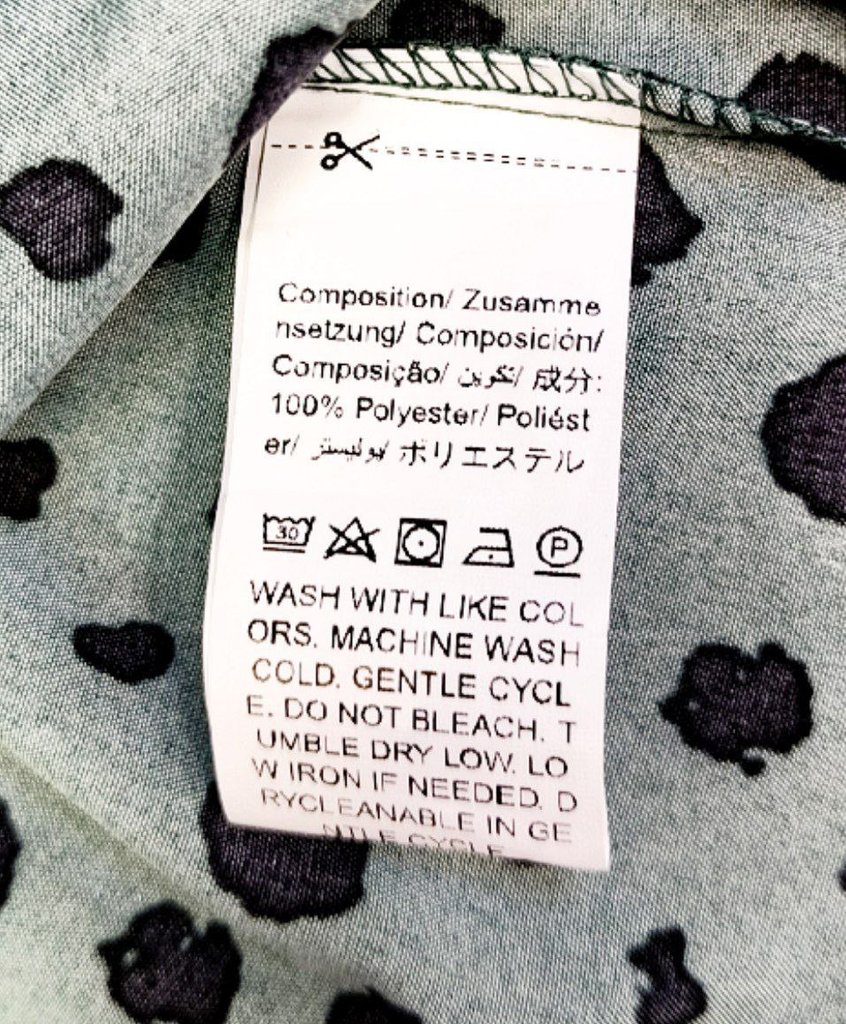 Composition/ Zusamme
nsetzung/ Composición/
Composição/ تكوين/ 成分:
100% Polyester/ Poliést
er/ بوليستر/ ポリエステル
30 P
WASH WITH LIKE COL
ORS. MACHINE WASH
COLD. GENTLE CYCL
E. DO NOT BLEACH. T
UMBLE DRY LOW. LO
W IRON IF NEEDED. D
RYCLEANABLE IN GE
NTLE CYCLE